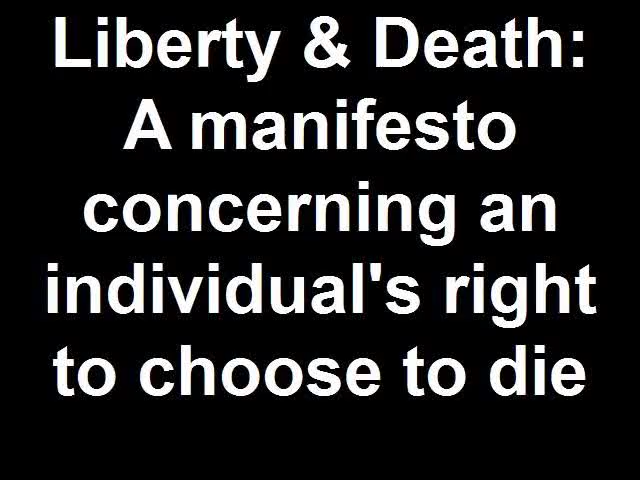 Liberty & Death:
A manifesto
concerning an
individual's right
to choose to die